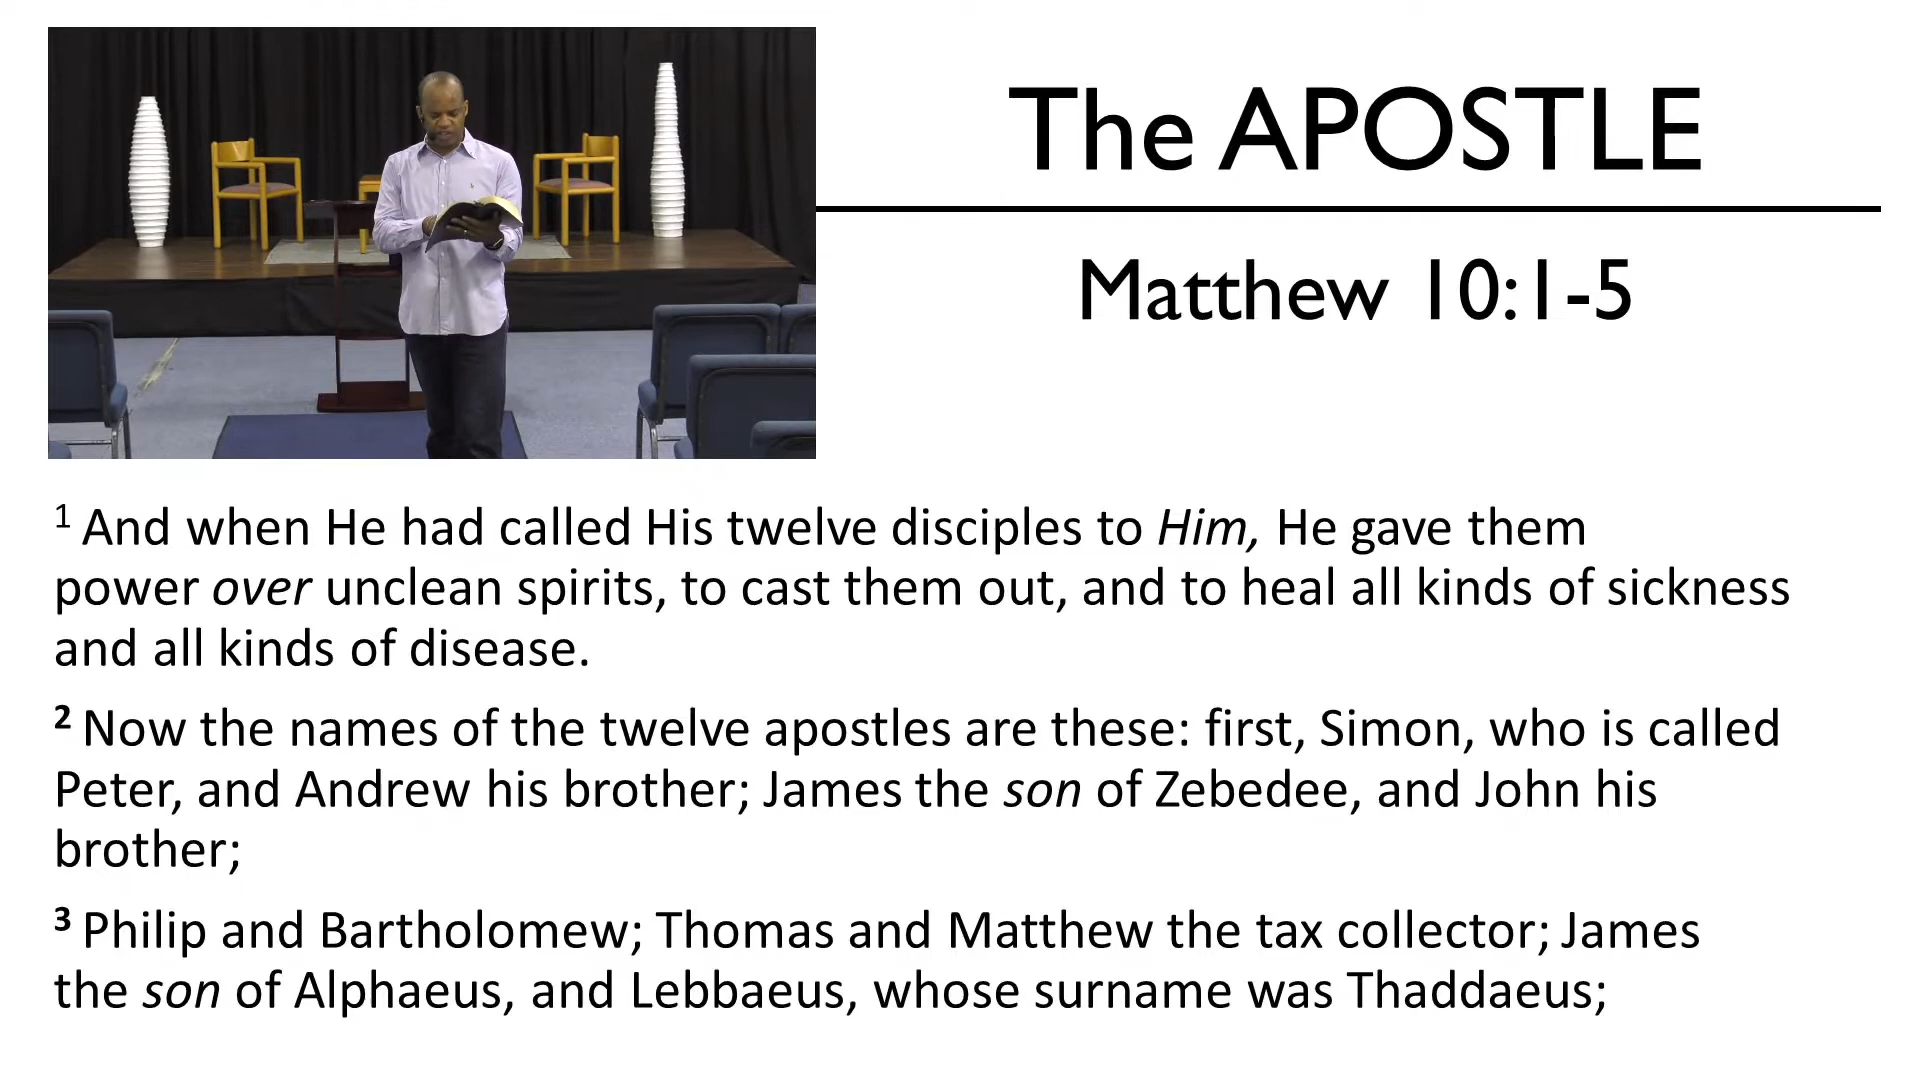 The APOSTLE
Matthew 10:1-5
1 And when He had called His twelve disciples to Him, He gave them
power over unclean spirits, to cast them out, and to heal all kinds of sickness
and all kinds of disease.
2 Now the names of the twelve apostles are these: first, Simon, who is called
Peter, and Andrew his brother; James the son of Zebedee, and John his
brother;
3 Philip and Bartholomew; Thomas and Matthew the tax collector; James
the son of Alphaeus, and Lebbaeus, whose surname was Thaddaeus;